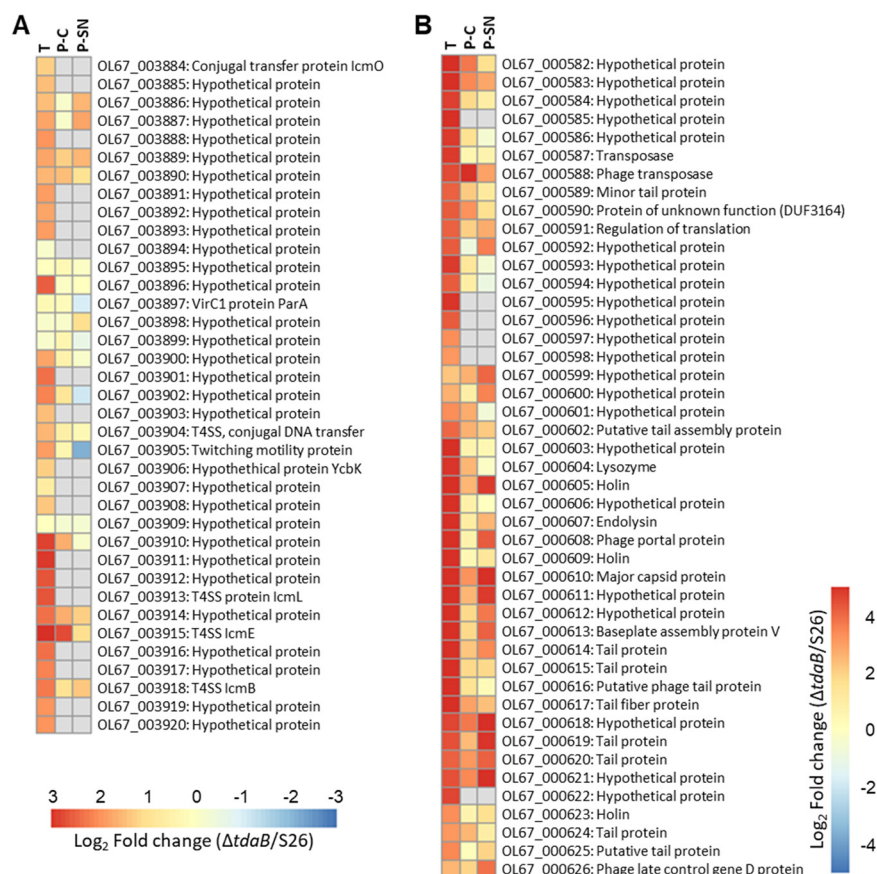 A
T P-C P-SN
OL67_003884: Conjugal transfer protein IcmO
OL67_003885: Hypothetical protein
OL67_003886: Hypothetical protein
OL67_003887: Hypothetical protein
OL67_003888: Hypothetical protein
OL67_003889: Hypothetical protein
OL67_003890: Hypothetical protein
OL67_003891: Hypothetical protein
OL67_003892: Hypothetical protein
OL67_003893: Hypothetical protein
OL67_003894: Hypothetical protein
OL67_003895: Hypothetical protein
OL67_003896: Hypothetical protein
OL67_003897: VirC1 protein ParA
OL67_003898: Hypothetical protein
OL67_003899: Hypothetical protein
OL67_003900: Hypothetical protein
OL67_003901: Hypothetical protein
OL67_003902: Hypothetical protein
OL67_003903: Hypothetical protein
OL67_003904: T4SS, conjugal DNA transfer
OL67_003905: Twitching motility protein
OL67_003906: Hypothethical protein YcbK
OL67_003907: Hypothetical protein
OL67_003908: Hypothetical protein
OL67_003909: Hypothetical protein
OL67_003910: Hypothetical protein
OL67_003911: Hypothetical protein
OL67_003912: Hypothetical protein
OL67_003913: T4SS protein IcmL
OL67_003914: Hypothetical protein
OL67_003915: T4SS IcmE
OL67_003916: Hypothetical protein
OL67_003917: Hypothetical protein
OL67_003918: T4SS IcmB
OL67_003919: Hypothetical protein
OL67_003920: Hypothetical protein
3 2 1 0 -1 -2 -3
Log2 Fold change (ΔtdaB/S26)
B
T P-C P-SN
OL67_000582: Hypothetical protein
OL67_000583: Hypothetical protein
OL67_000584: Hypothetical protein
OL67_000585: Hypothetical protein
OL67_000586: Hypothetical protein
OL67_000587: Transposase
OL67_000588: Phage transposase
OL67_000589: Minor tail protein
OL67_000590: Protein of unknown function (DUF3164)
OL67_000591: Regulation of translation
OL67_000592: Hypothetical protein
OL67_000593: Hypothetical protein
OL67_000594: Hypothetical protein
OL67_000595: Hypothetical protein
OL67_000596: Hypothetical protein
OL67_000597: Hypothetical protein
OL67_000598: Hypothetical protein
OL67_000599: Hypothetical protein
OL67_000600: Hypothetical protein
OL67_000601: Hypothetical protein
OL67_000602: Putative tail assembly protein
OL67_000603: Hypothetical protein
OL67_000604: Lysozyme
OL67_000605: Holin
OL67_000606: Hypothetical protein
OL67_000607: Endolysin
OL67_000608: Phage portal protein
OL67_000609: Holin
OL67_000610: Major capsid protein
OL67_000611: Hypothetical protein
OL67_000612: Hypothetical protein
OL67_000613: Baseplate assembly protein V
OL67_000614: Tail protein
OL67_000615: Tail protein
OL67_000616: Putative phage tail protein
OL67_000617: Tail fiber protein
OL67_000618: Hypothetical protein
OL67_000619: Tail protein
OL67_000620: Tail protein
OL67_000621: Hypothetical protein
OL67_000622: Hypothetical protein
OL67_000623: Holin
OL67_000624: Tail protein
OL67_000625: Putative tail protein
OL67_000626: Phage late control gene D protein
Log2 Fold change (ΔtdaB/S26)
4
2
0
-2
-4